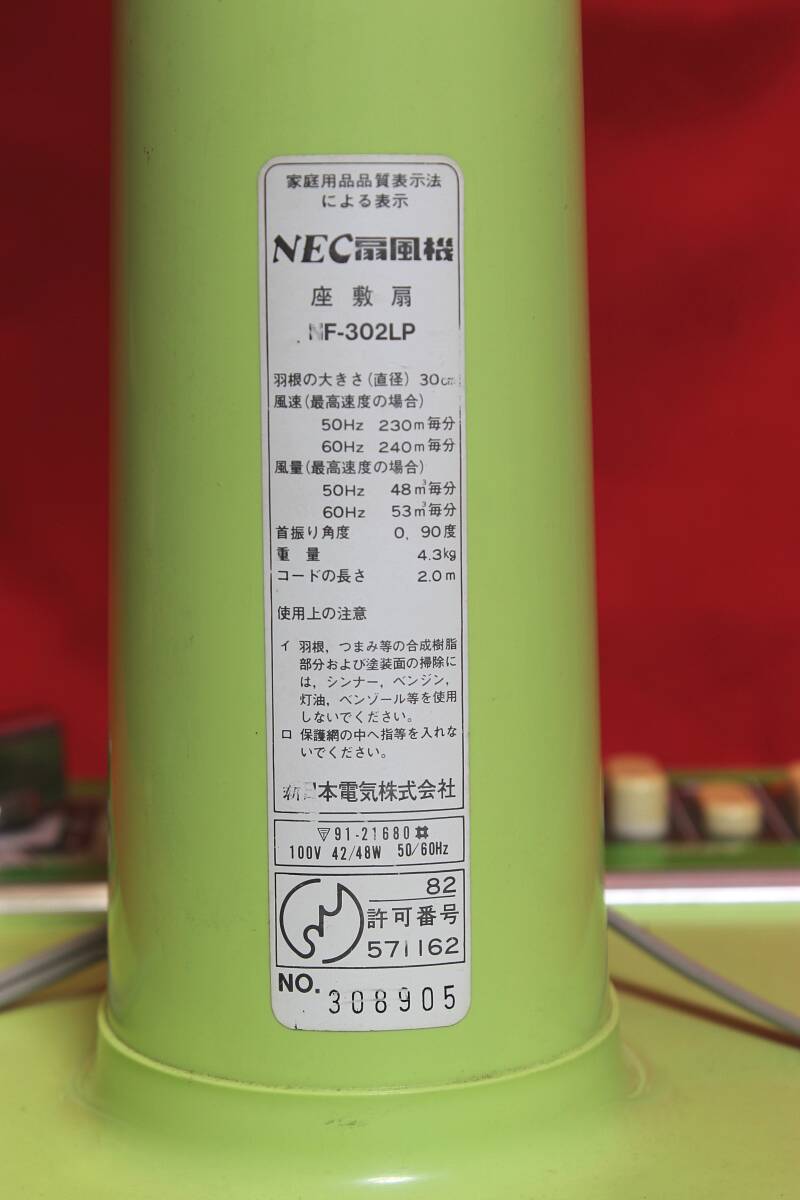 家庭用品品質表示法
による表示
NEC扇風機
座敷扇
NF-302LP
羽根の大きさ(直径) 30cm
風速(最高速度の場合)
50Hz 230m毎分
60Hz 240m毎分
風量(最高速度の場合)
50Hz 48m³毎分
60Hz 53m³毎分
首振り角度 0, 90度
重量 4.3kg
コードの長さ 2.0m
使用上の注意
イ 羽根, つまみ等の合成樹脂
部分および塗装面の掃除に
は, シンナー, ベンジン,
灯油, ベンゾール等を使用
しないでください。
ロ 保護網の中へ指等を入れな
いでください。
新日本電気株式会社
91-21680
100V 42/48W 50/60Hz
82
許可番号
571162
NO. 308905